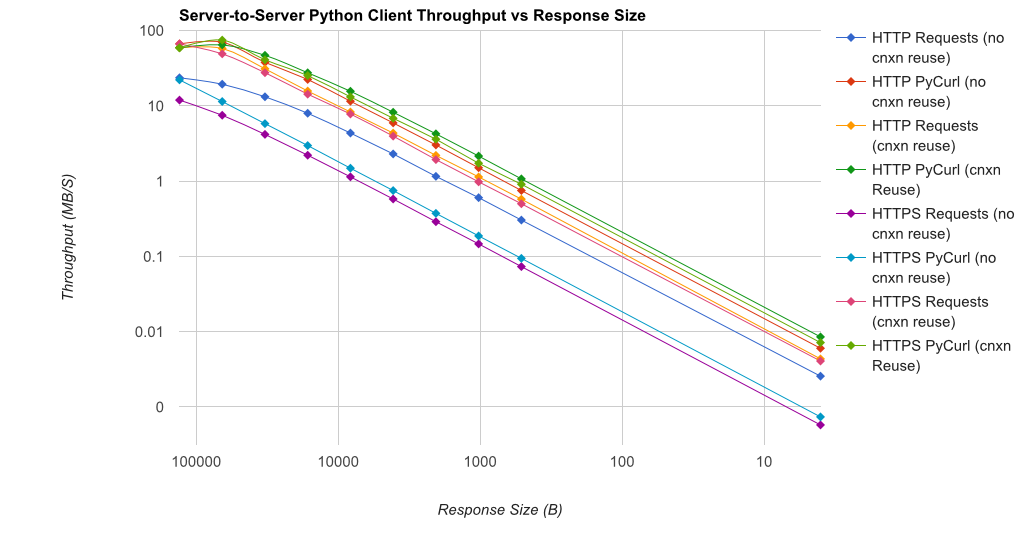 Server-to-Server Python Client Throughput vs Response Size
100
10
1
0.1
0.01
0
Throughput (MB/S)
100000
10000
1000
100
10
Response Size (B)
HTTP Requests (no
cnxn reuse)
HTTP PyCurl (no
cnxn reuse)
HTTP Requests
(cnxn reuse)
HTTP PyCurl (cnxn
Reuse)
HTTPS Requests (no
cnxn reuse)
HTTPS PyCurl (no
cnxn reuse)
HTTPS Requests
(cnxn reuse)
HTTPS PyCurl (cnxn
Reuse)